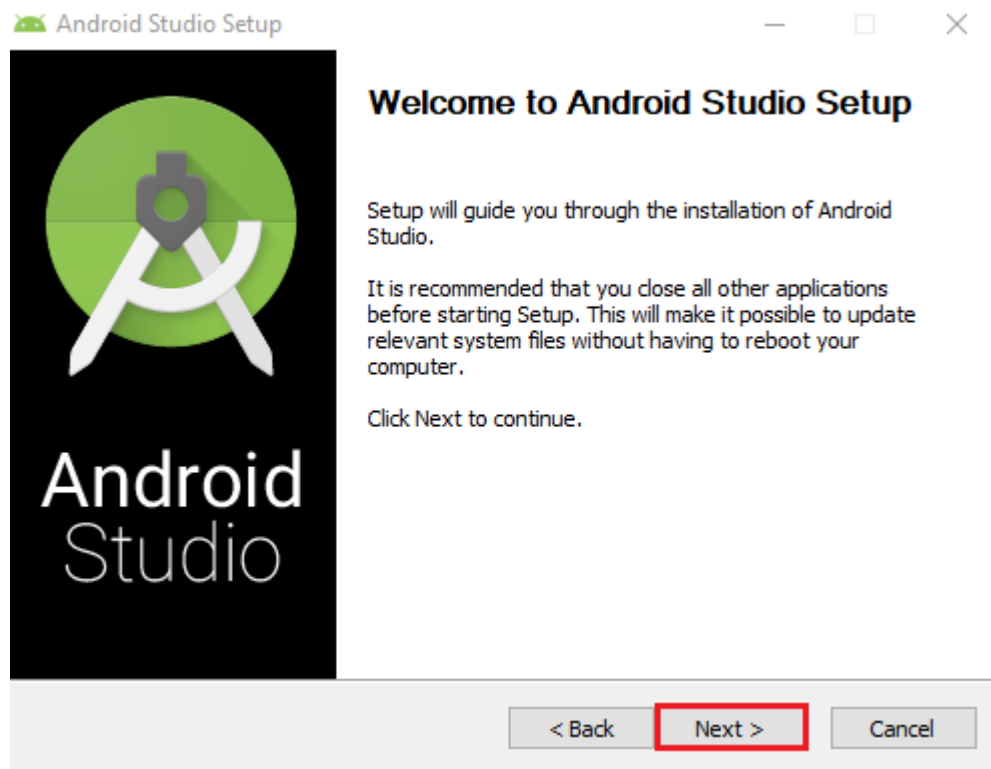 Android Studio Setup
Welcome to Android Studio Setup
Setup will guide you through the installation of Android
Studio.
It is recommended that you close all other applications
before starting Setup. This will make it possible to update
relevant system files without having to reboot your
computer.
Click Next to continue.
Android
Studio
< Back
Next >
Cancel